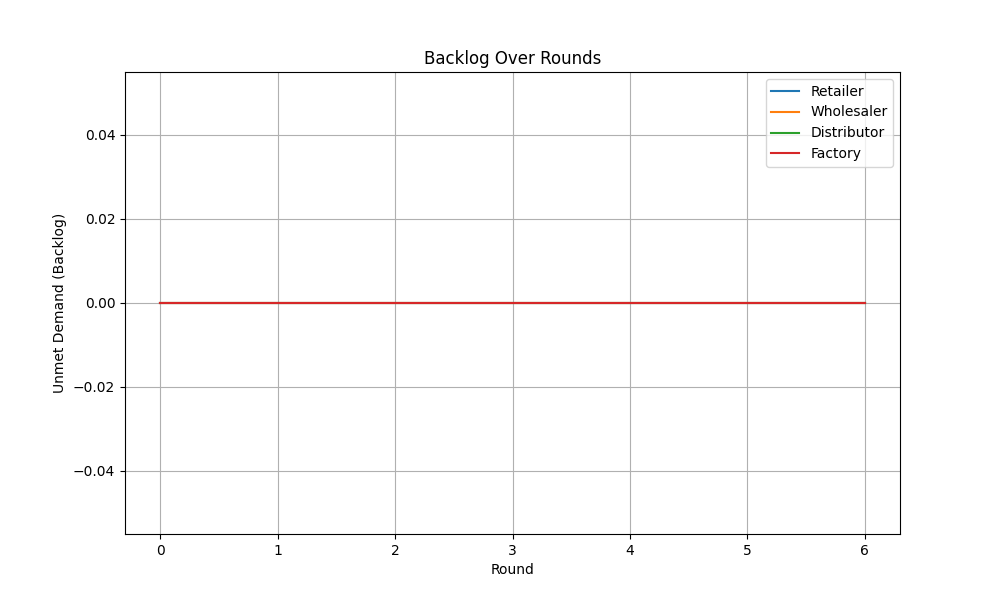 Backlog Over Rounds
Retailer
Wholesaler
Distributor
Factory
Unmet Demand (Backlog)
0.04
0.02
0.00
−0.02
−0.04
0 1 2 3 4 5 6
Round